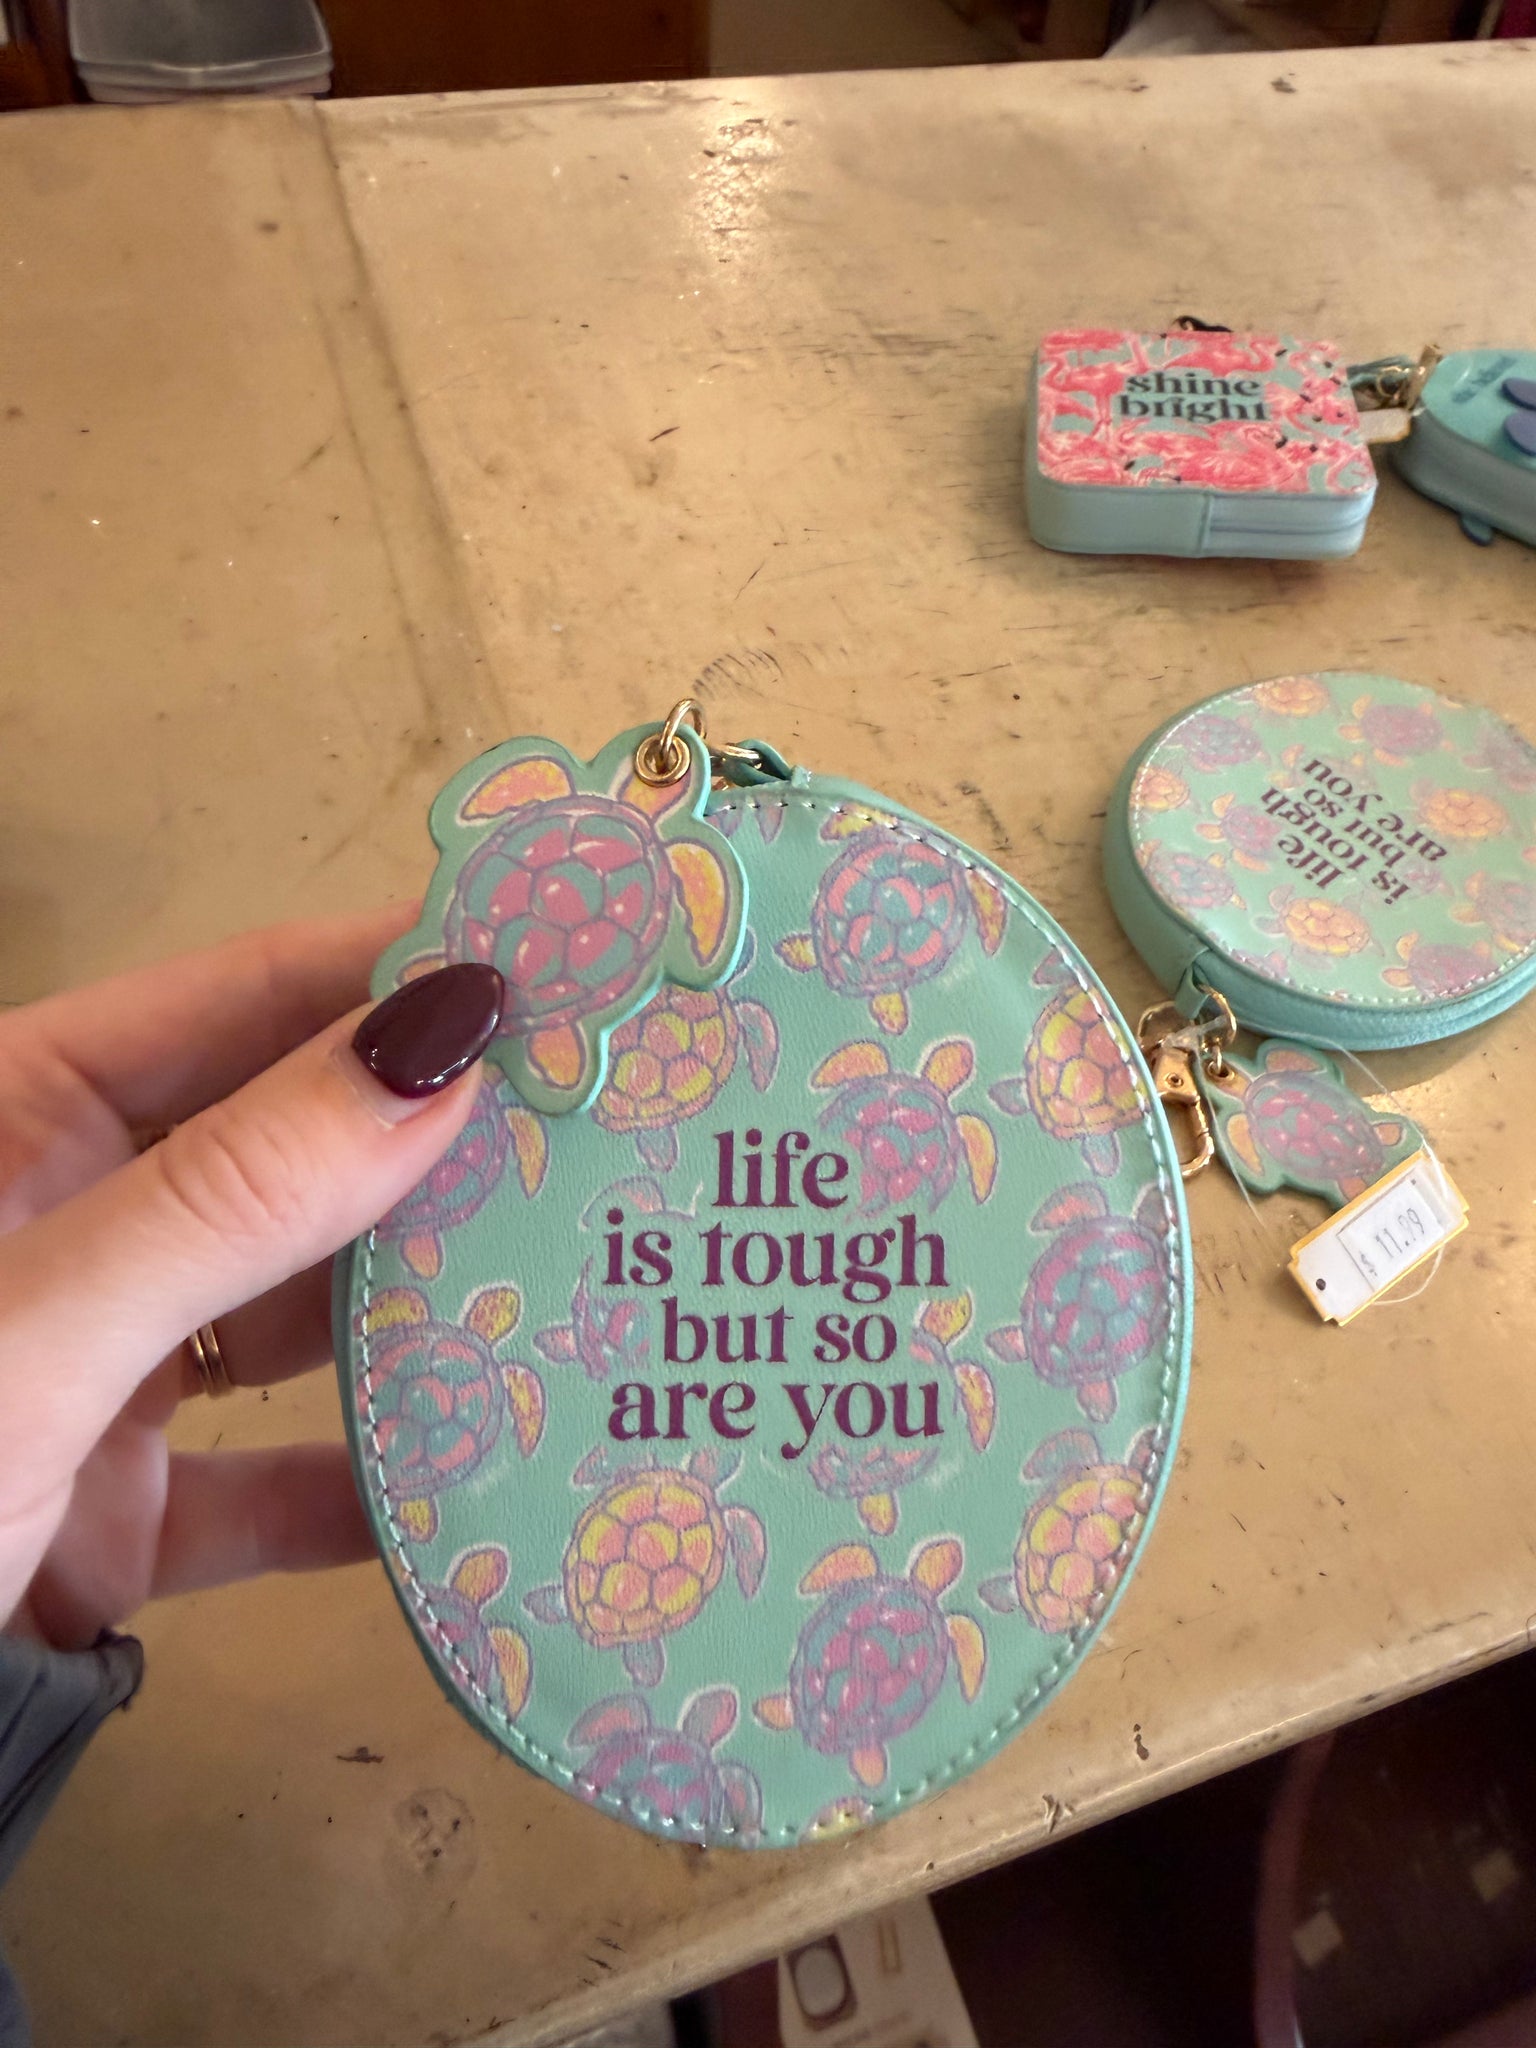 life
is tough
but so
are you
shine
bright
life
is tough
but so
are you
$ 11.99